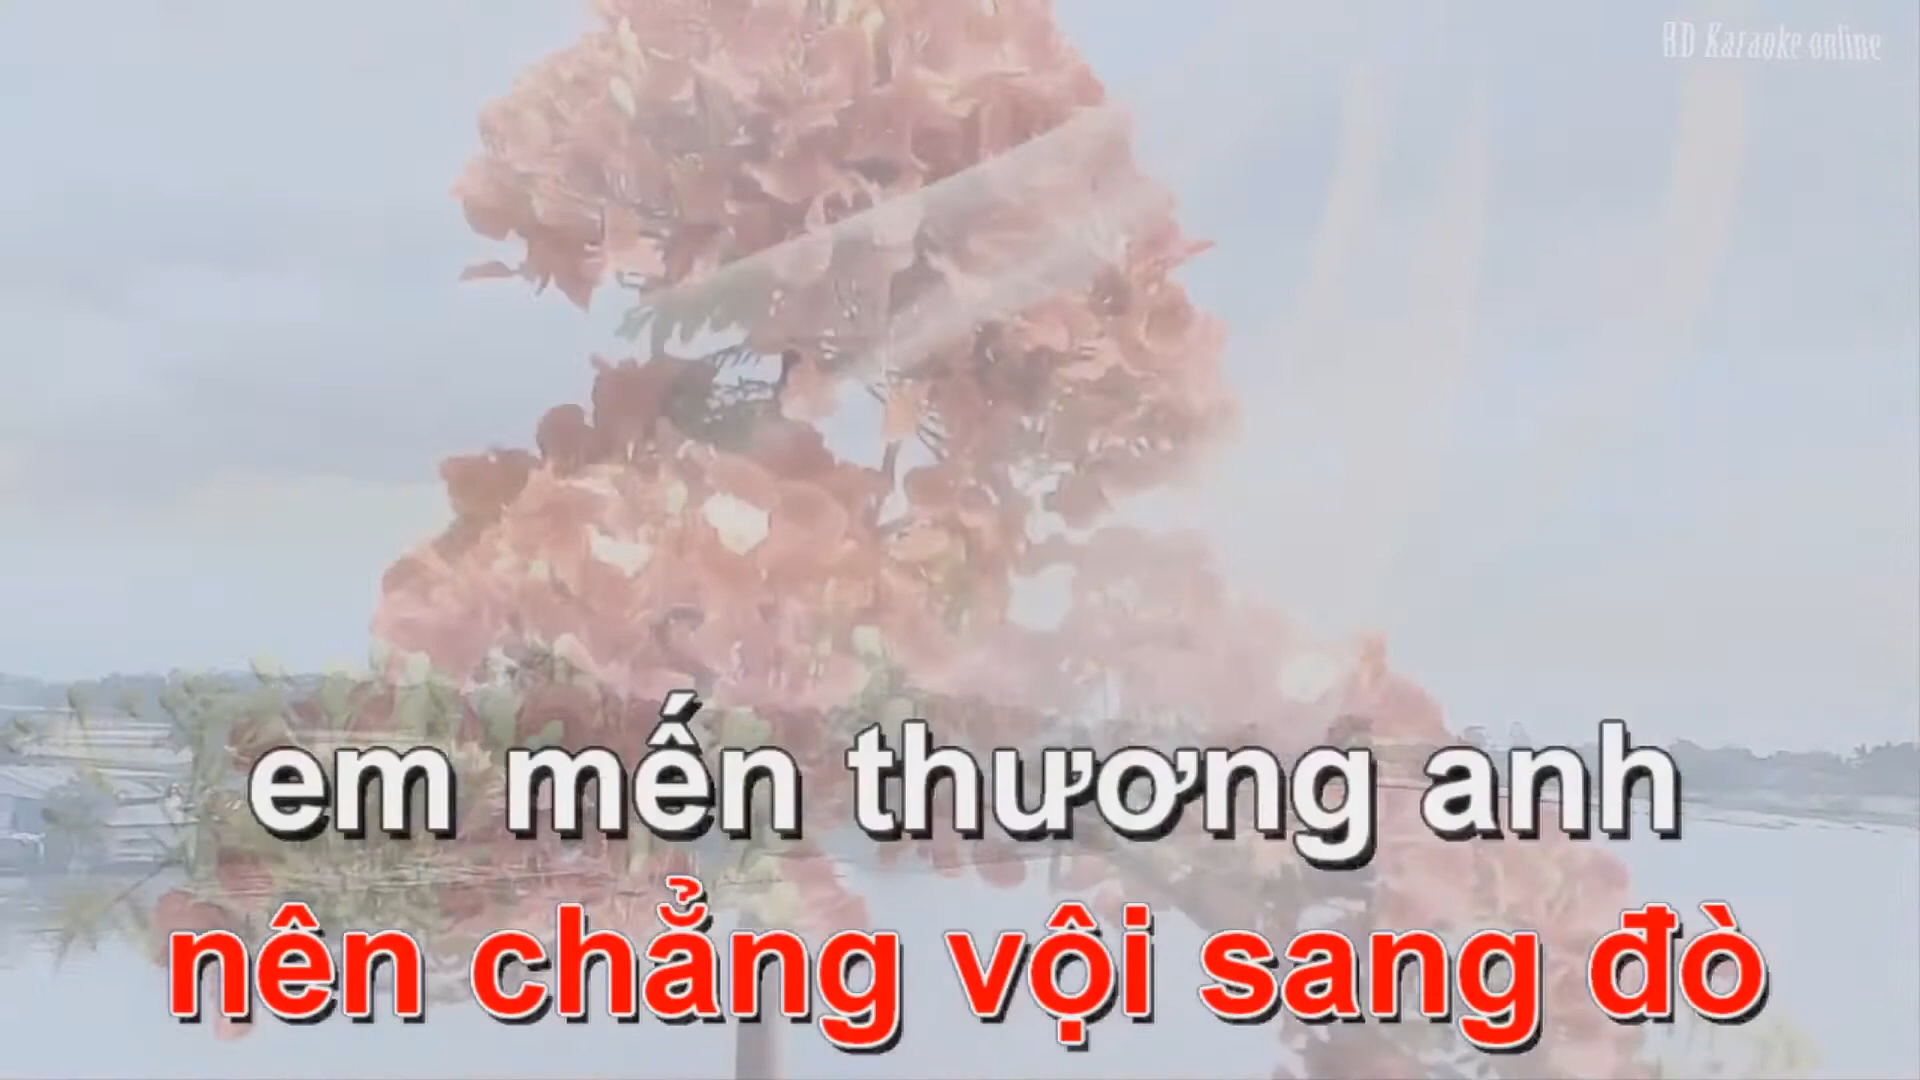 HD Karaoke online
em mến thương anh
nên chẳng vội sang đò